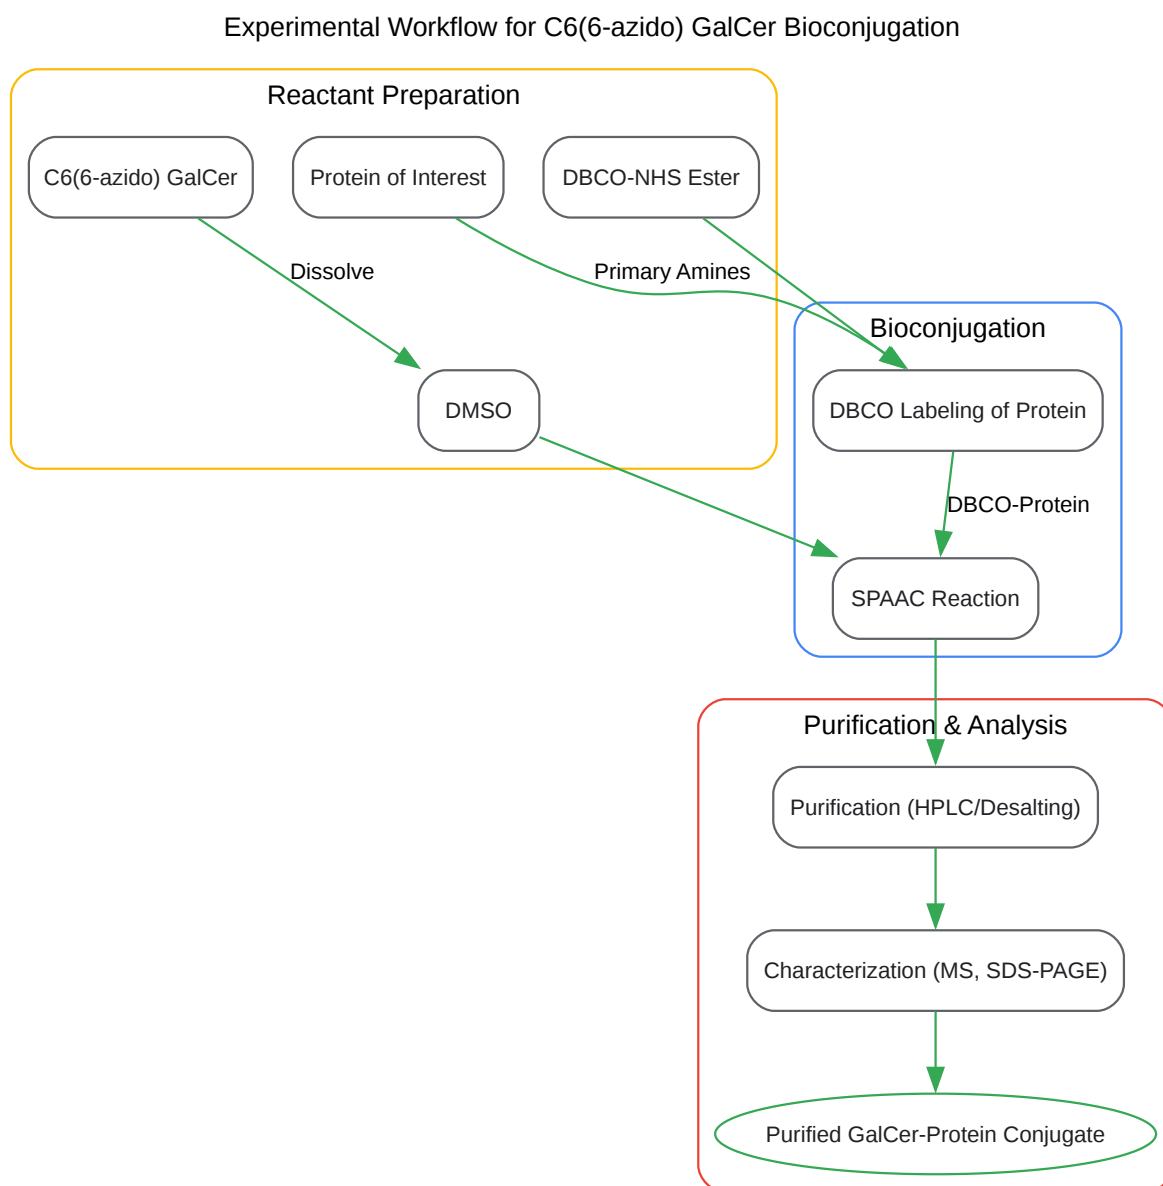 Experimental Workflow for C6(6-azido) GalCer Bioconjugation
Reactant Preparation
C6(6-azido) GalCer
Protein of Interest
DBCO-NHS Ester
Dissolve
Primary Amines
Bioconjugation
DMSO
DBCO Labeling of Protein
DBCO-Protein
SPAAC Reaction
Purification & Analysis
Purification (HPLC/Desalting)
Characterization (MS, SDS-PAGE)
Purified GalCer-Protein Conjugate